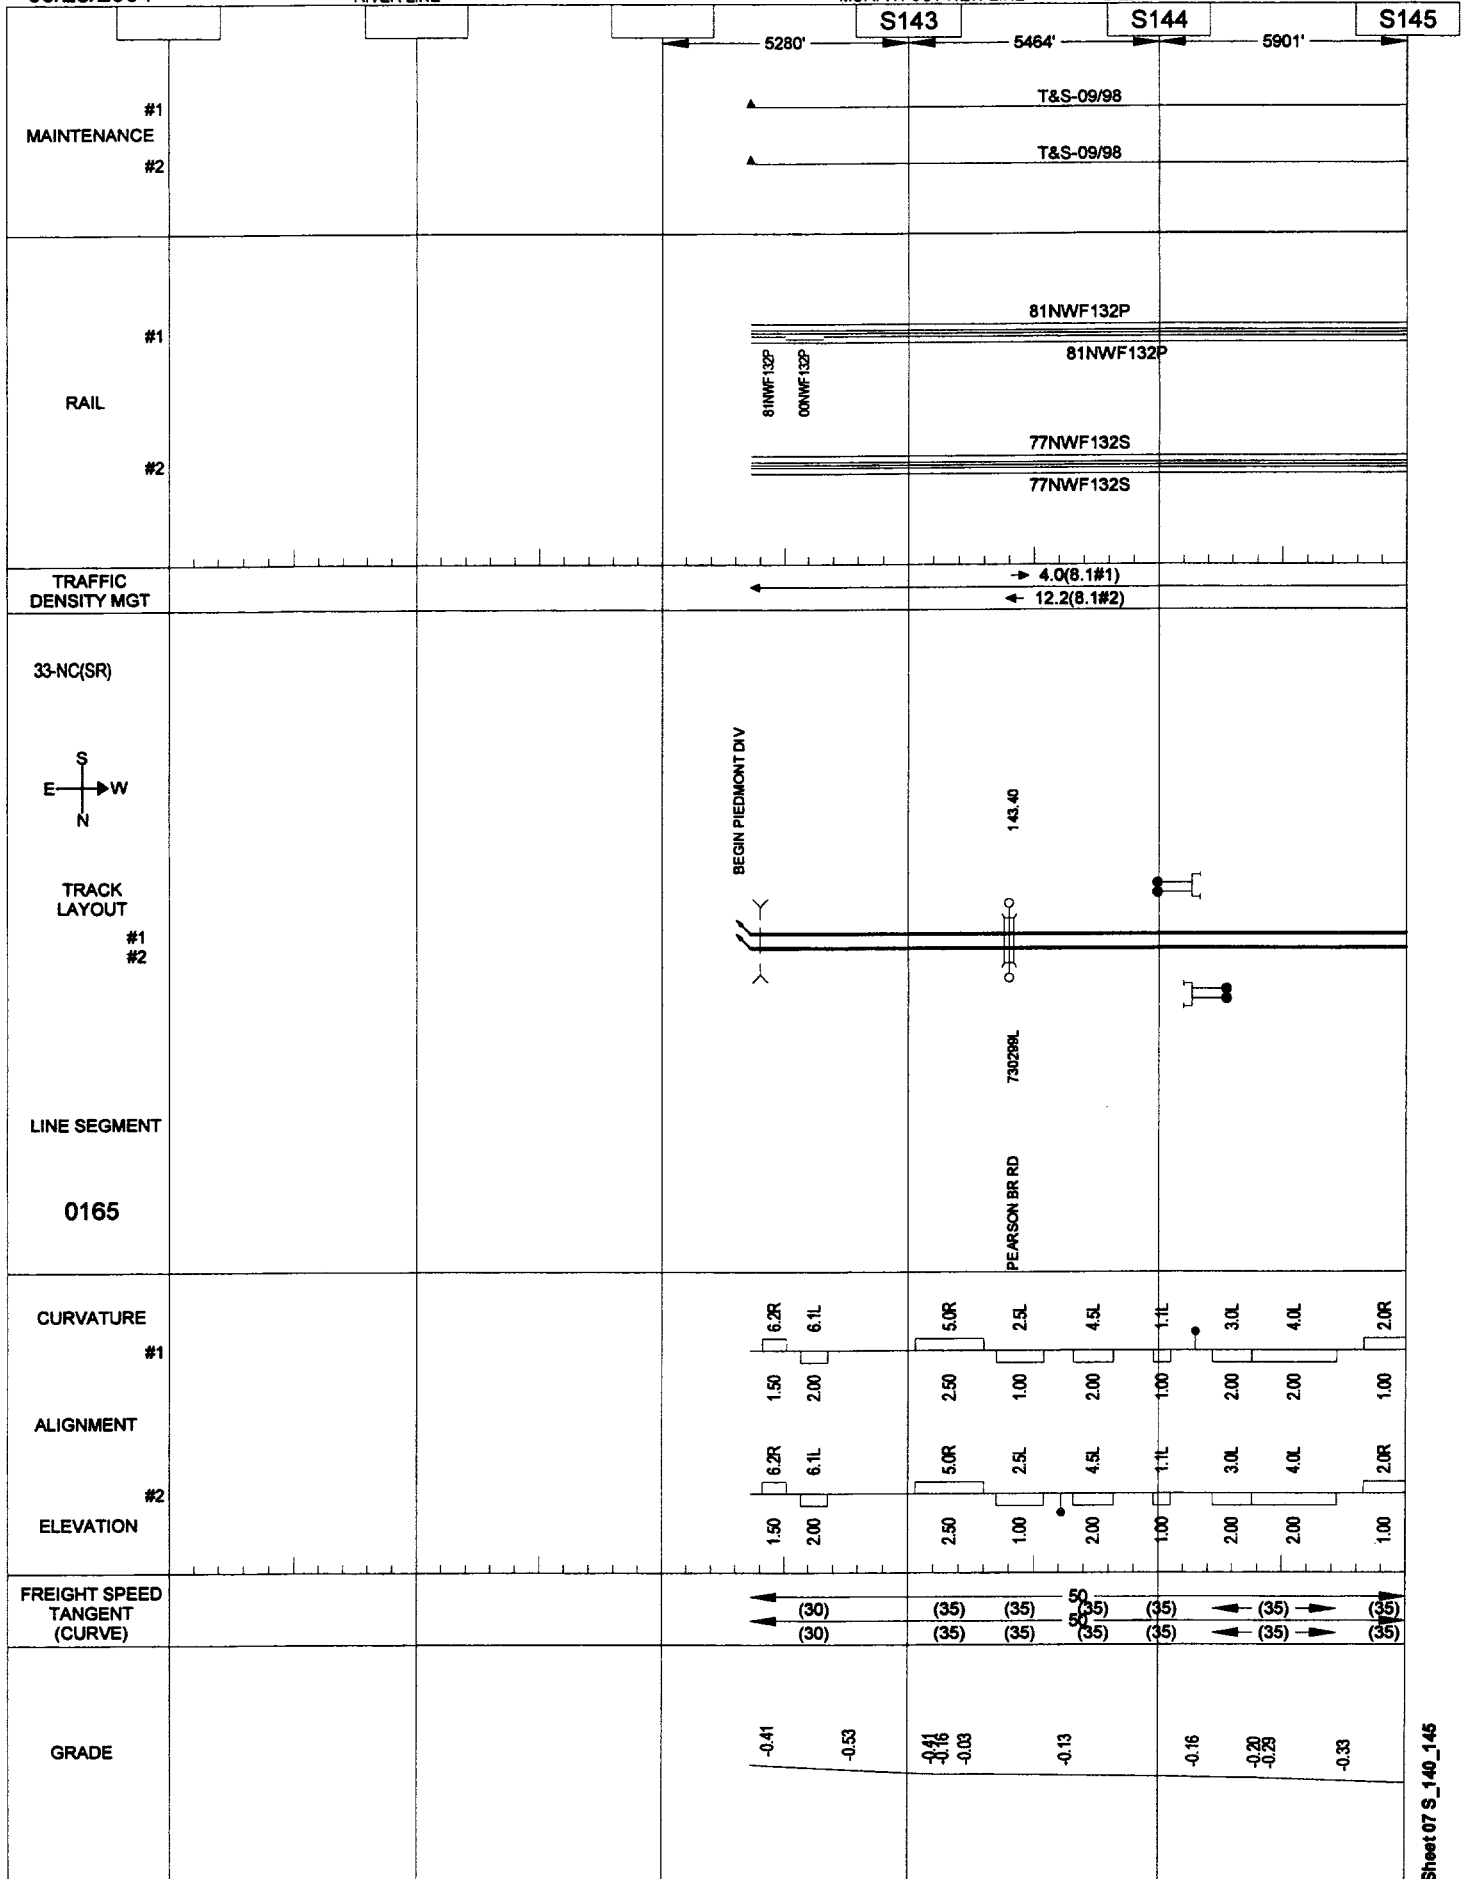 S143
S144
S145
5280'
5464'
5901'
#1
T&S-09/98
MAINTENANCE
#2
T&S-09/98
81NWF132P
#1
81NWF132P
81NWF132P
00NWF132P
RAIL
77NWF132S
#2
77NWF132S
TRAFFIC
DENSITY MGT
4.0(8.1#1)
12.2(8.1#2)
33-NC(SR)
S
E
W
N
BEGIN PIEDMONT DIV
143.40
TRACK
LAYOUT
#1
#2
730299L
LINE SEGMENT
PEARSON BR RD
0165
CURVATURE
6.2R 6.1L 5.0R 2.5L 4.5L 1.1L 3.0L 4.0L 2.0R
#1
1.50 2.00 2.50 1.00 2.00 1.00 2.00 2.00 1.00
ALIGNMENT
6.2R 6.1L 5.0R 2.5L 4.5L 1.1L 3.0L 4.0L 2.0R
#2
ELEVATION
1.50 2.00 2.50 1.00 2.00 1.00 2.00 2.00 1.00
FREIGHT SPEED
TANGENT
(CURVE)
50
(30) (35) (35) (35) (35) (35) (35)
50
(30) (35) (35) (35) (35) (35) (35)
GRADE
-0.41 -0.53 -0.41 -0.16 -0.03 -0.13 -0.16 -0.20 -0.29 -0.33
Sheet 07 S_140_145